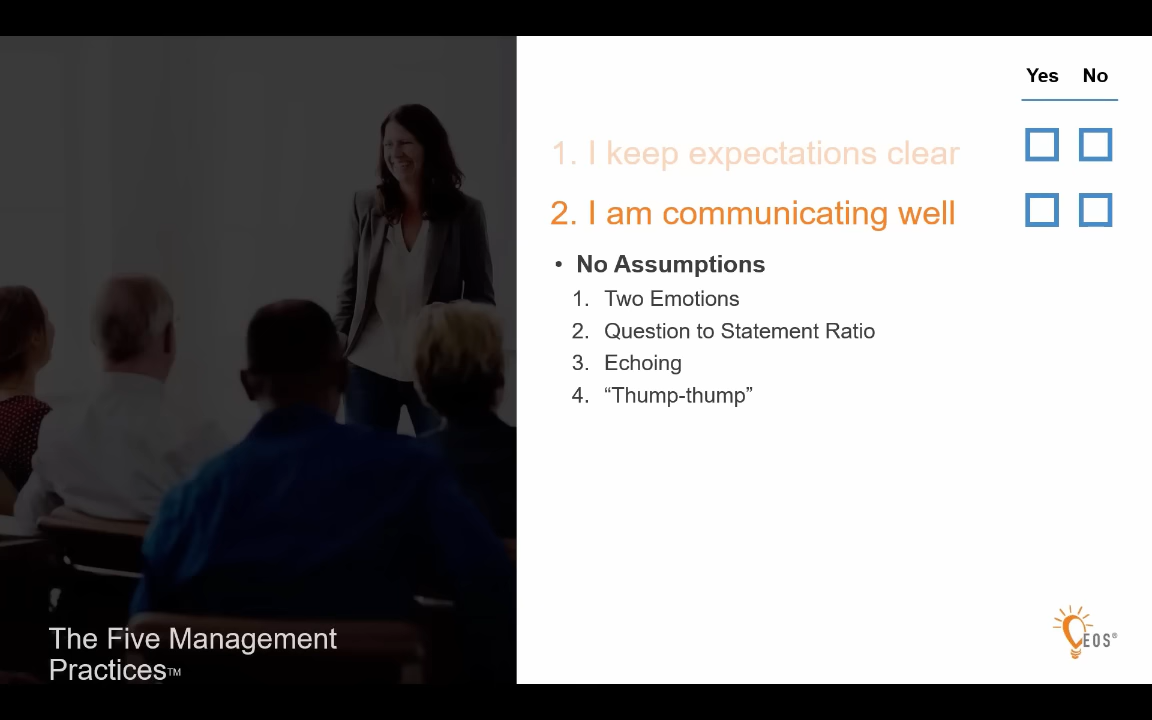 Yes No
1. I keep expectations clear
2. I am communicating well
• No Assumptions
1. Two Emotions
2. Question to Statement Ratio
3. Echoing
4. “Thump-thump”
The Five Management
Practices™
EOS®